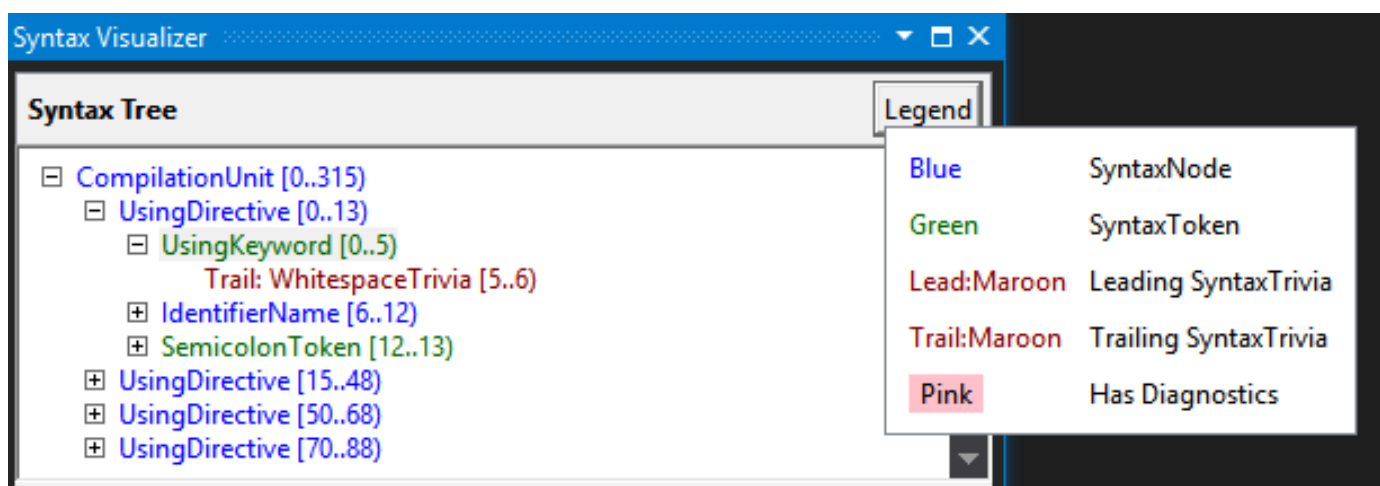 Syntax Visualizer
Syntax Tree
Legend
CompilationUnit [0..315)
UsingDirective [0..13)
UsingKeyword [0..5)
Trail: WhitespaceTrivia [5..6)
IdentifierName [6..12)
SemicolonToken [12..13)
UsingDirective [15..48)
UsingDirective [50..68)
UsingDirective [70..88)
Blue SyntaxNode
Green SyntaxToken
Lead:Maroon Leading SyntaxTrivia
Trail:Maroon Trailing SyntaxTrivia
Pink Has Diagnostics